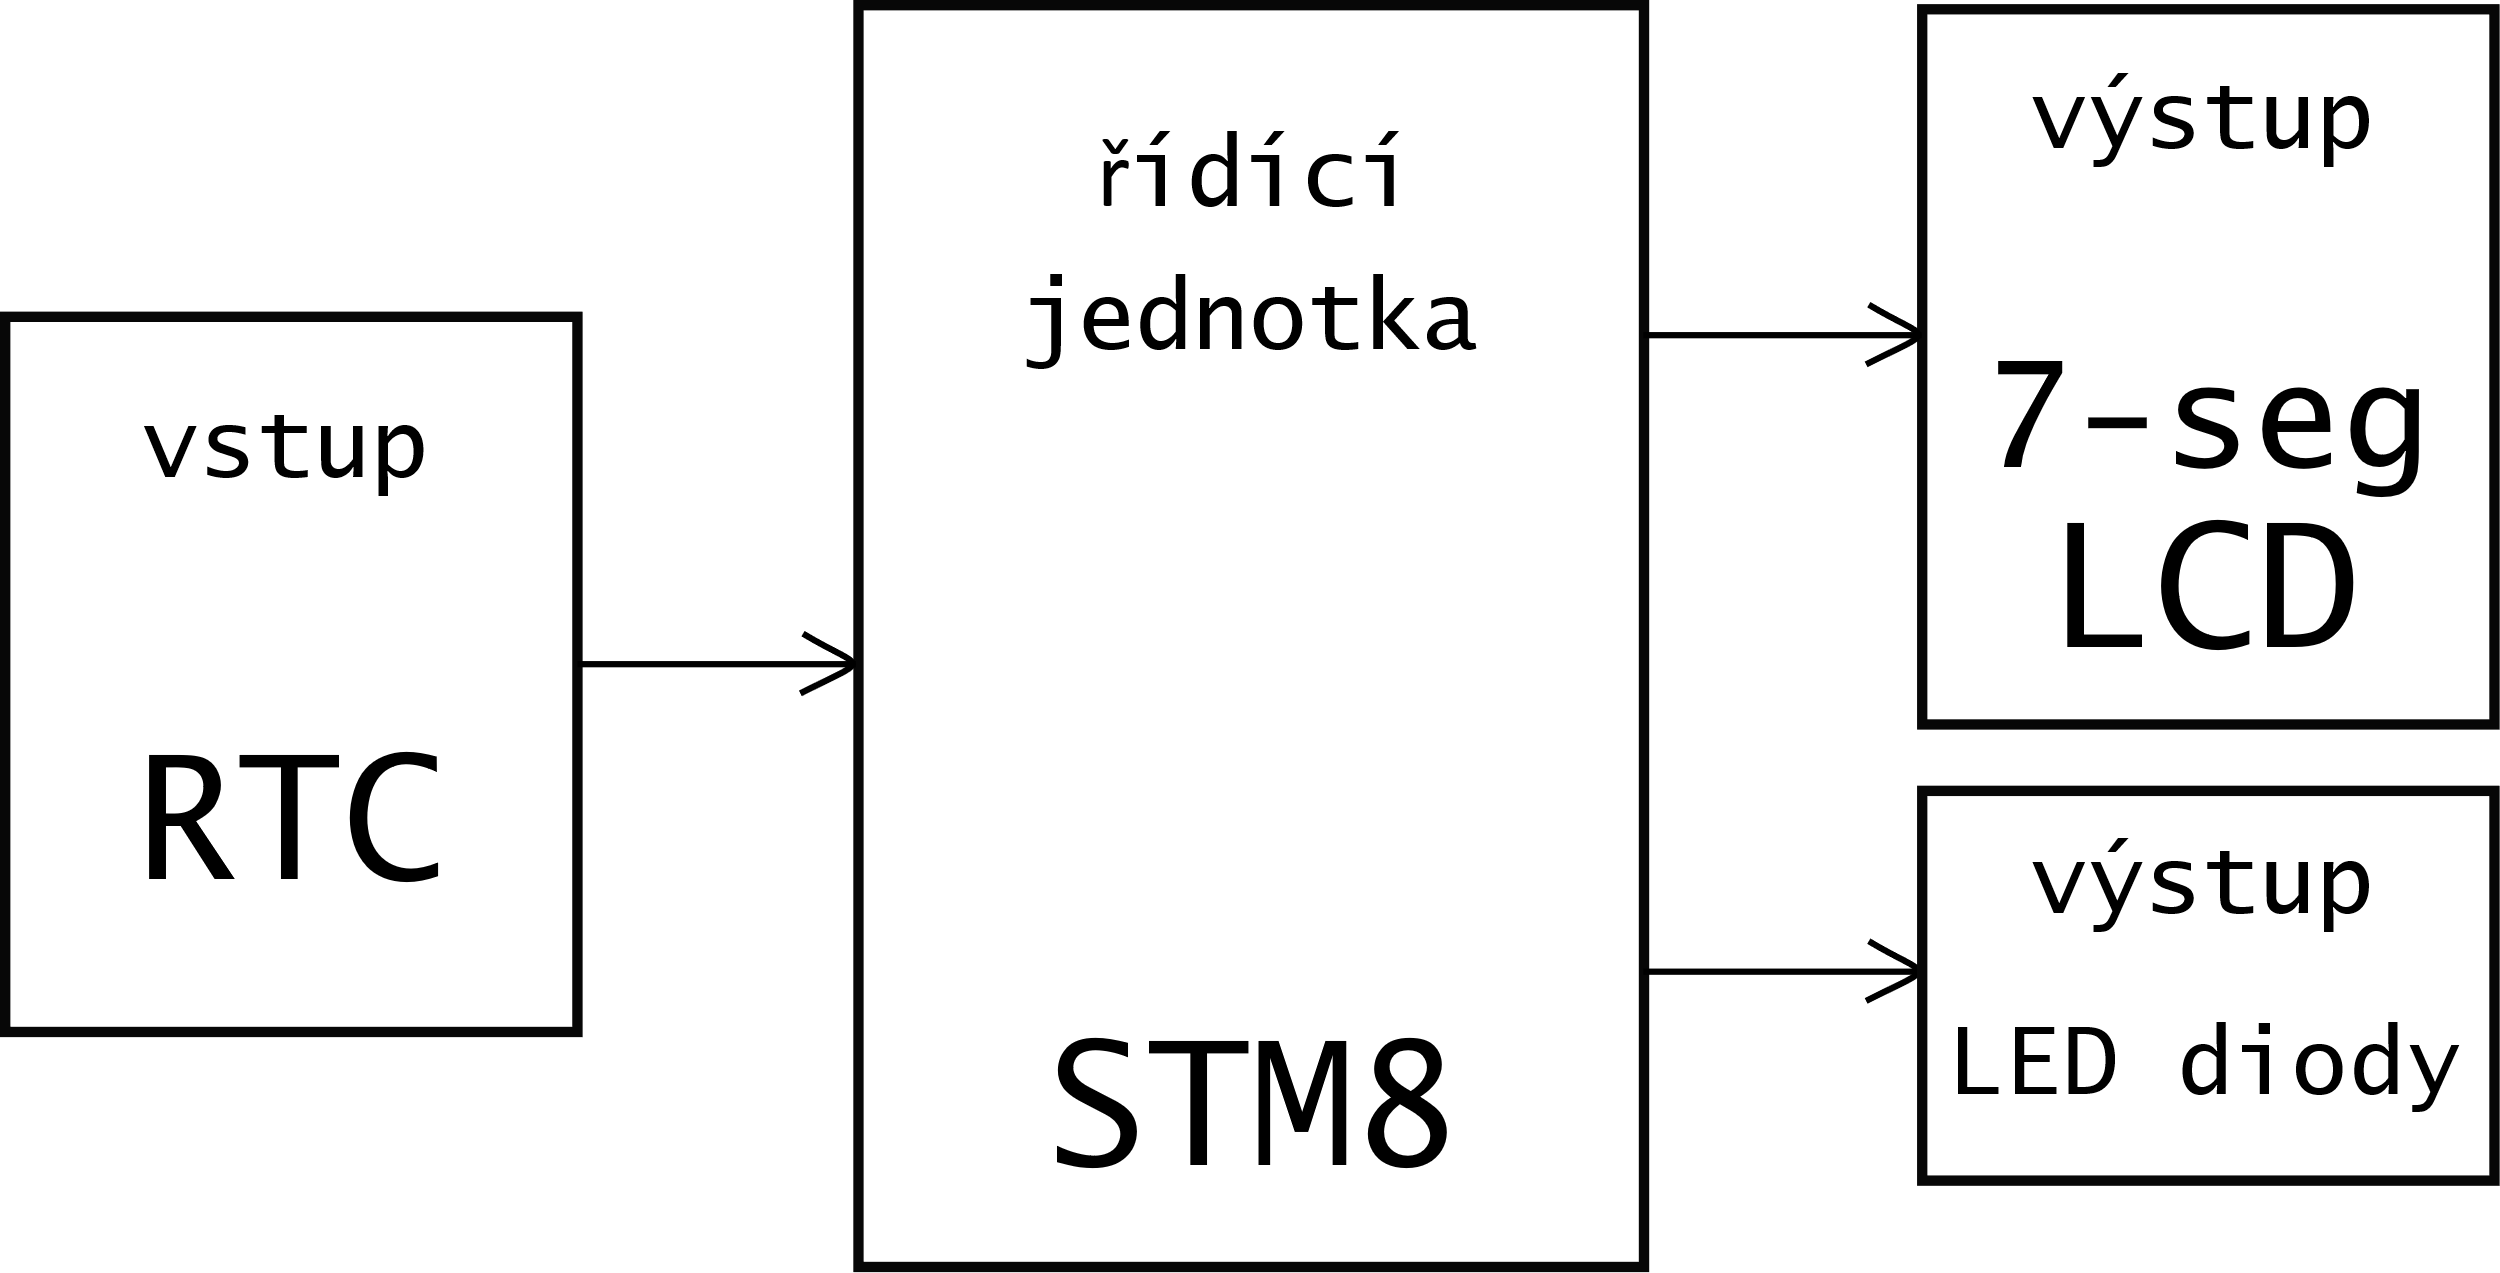 vstup
RTC
řídící
jednotka
STM8
výstup
7-seg
LCD
výstup
LED diody